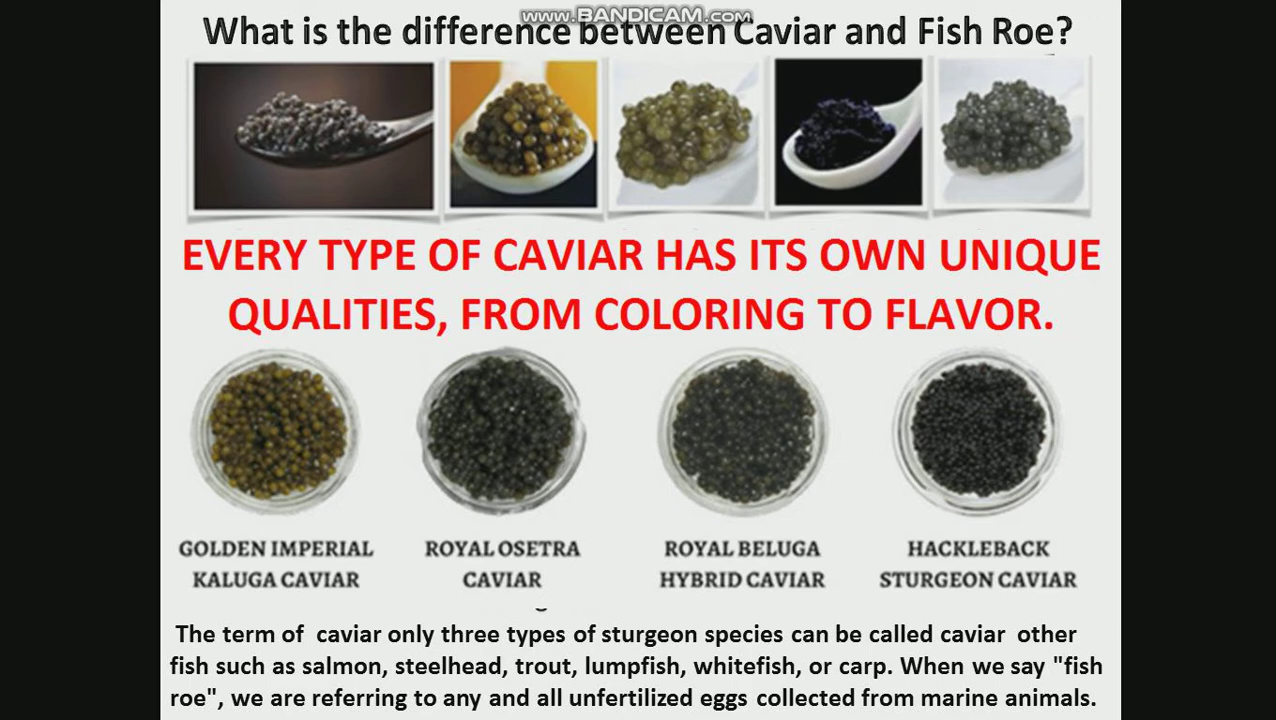 www.BANDICAM.com
What is the difference between Caviar and Fish Roe?
EVERY TYPE OF CAVIAR HAS ITS OWN UNIQUE
QUALITIES, FROM COLORING TO FLAVOR.
GOLDEN IMPERIAL
KALUGA CAVIAR
ROYAL OSETRA
CAVIAR
ROYAL BELUGA
HYBRID CAVIAR
HACKLEBACK
STURGEON CAVIAR
The term of caviar only three types of sturgeon species can be called caviar other
fish such as salmon, steelhead, trout, lumpfish, whitefish, or carp. When we say "fish
roe", we are referring to any and all unfertilized eggs collected from marine animals.